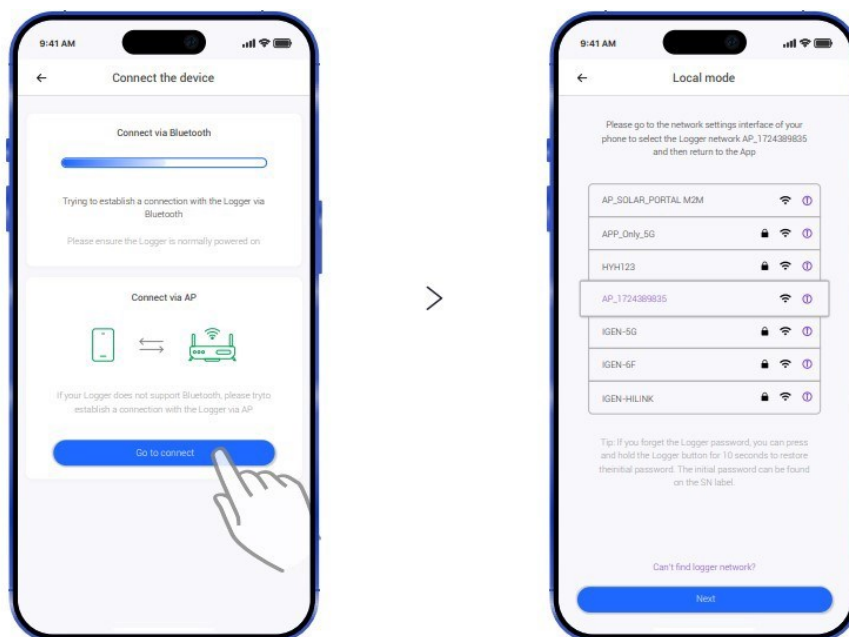 9:41 AM
Connect the device
Connect via Bluetooth
Trying to establish a connection with the Logger via
Bluetooth
Please ensure the Logger is normally powered on
Connect via AP
If your Logger does not support Bluetooth, please tryto
establish a connection with the Logger via AP
Go to connect
>
9:41 AM
Local mode
Please go to the network settings interface of your
phone to select the Logger network AP_1724389835
and then return to the App
AP_SOLAR_PORTAL M2M
APP_Only_5G
HYH123
AP_1724389835
IGEN-5G
IGEN-6F
IGEN-HILINK
Tip: If you forget the Logger password, you can press
and hold the Logger button for 10 seconds to restore
theinitial password. The initial password can be found
on the SN label
Can't find logger network?
Next